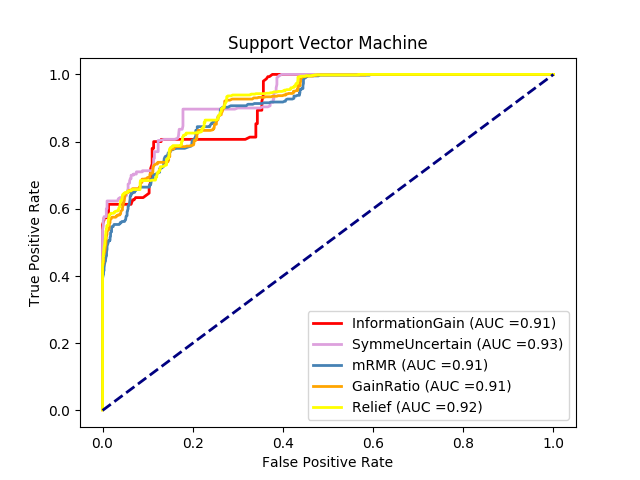 Support Vector Machine
True Positive Rate
1.0
0.8
0.6
0.4
0.2
0.0
InformationGain (AUC =0.91)
SymmeUncertain (AUC =0.93)
mRMR (AUC =0.91)
GainRatio (AUC =0.91)
Relief (AUC =0.92)
0.0 0.2 0.4 0.6 0.8 1.0
False Positive Rate